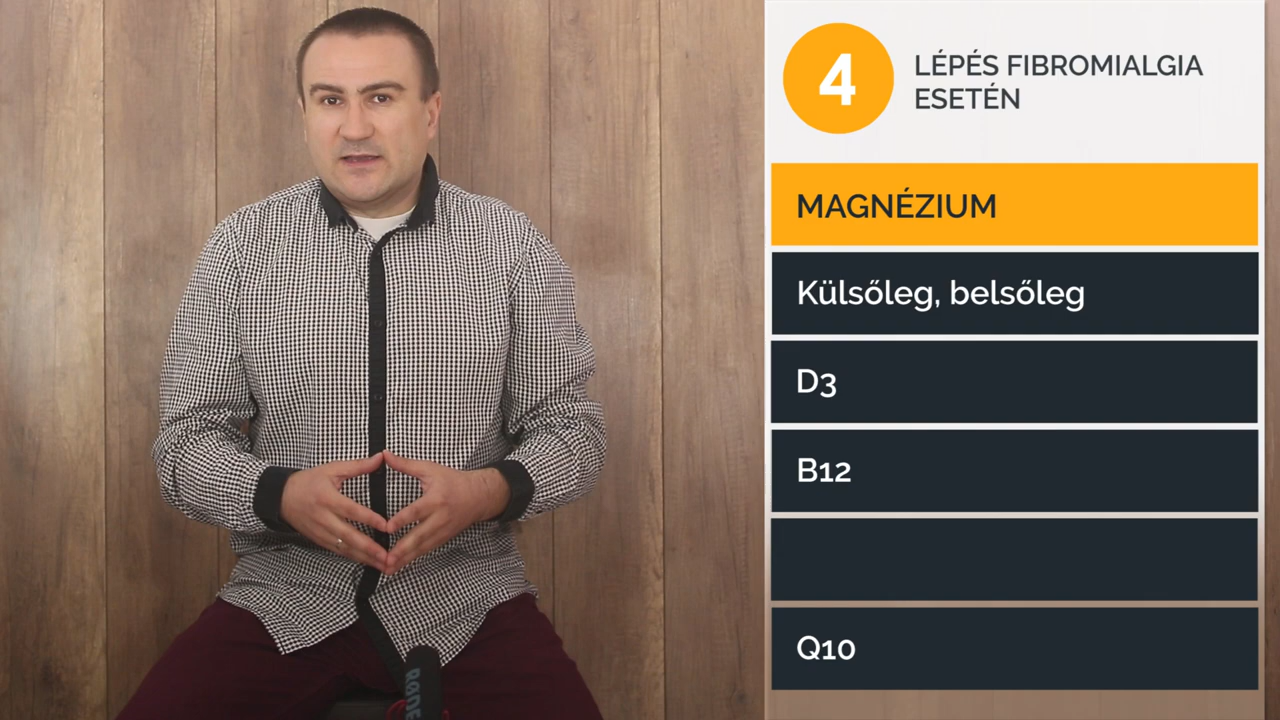 4
LÉPÉS FIBROMIALGIA
ESETÉN
MAGNÉZIUM
Külsőleg, belsőleg
D3
B12
Q10